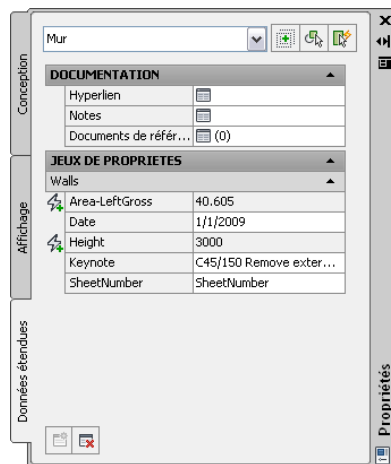 Mur
DOCUMENTATION
Hyperlien
Notes
Documents de référ... (0)
JEUX DE PROPRIETES
Walls
Area-LeftGross 40.605
Date 1/1/2009
Height 3000
Keynote C45/150 Remove exter...
SheetNumber SheetNumber
Conception
Affichage
Données étendues
Propriétés